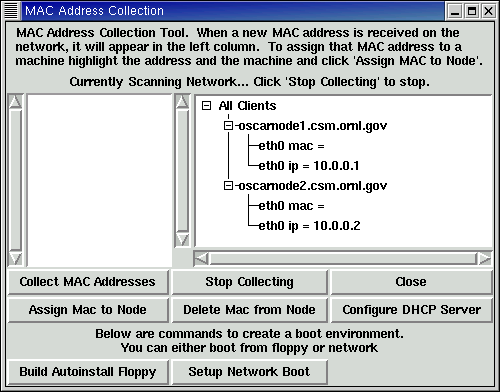 MAC Address Collection
MAC Address Collection Tool. When a new MAC address is received on the
network, it will appear in the left column. To assign that MAC address to a
machine highlight the address and the machine and click 'Assign MAC to Node'.
Currently Scanning Network... Click 'Stop Collecting' to stop.
All Clients
oscarnode1.csm.ornl.gov
eth0 mac =
eth0 ip = 10.0.0.1
oscarnode2.csm.ornl.gov
eth0 mac =
eth0 ip = 10.0.0.2
Collect MAC Addresses
Stop Collecting
Close
Assign Mac to Node
Delete Mac from Node
Configure DHCP Server
Below are commands to create a boot environment.
You can either boot from floppy or network
Build Autoinstall Floppy
Setup Network Boot